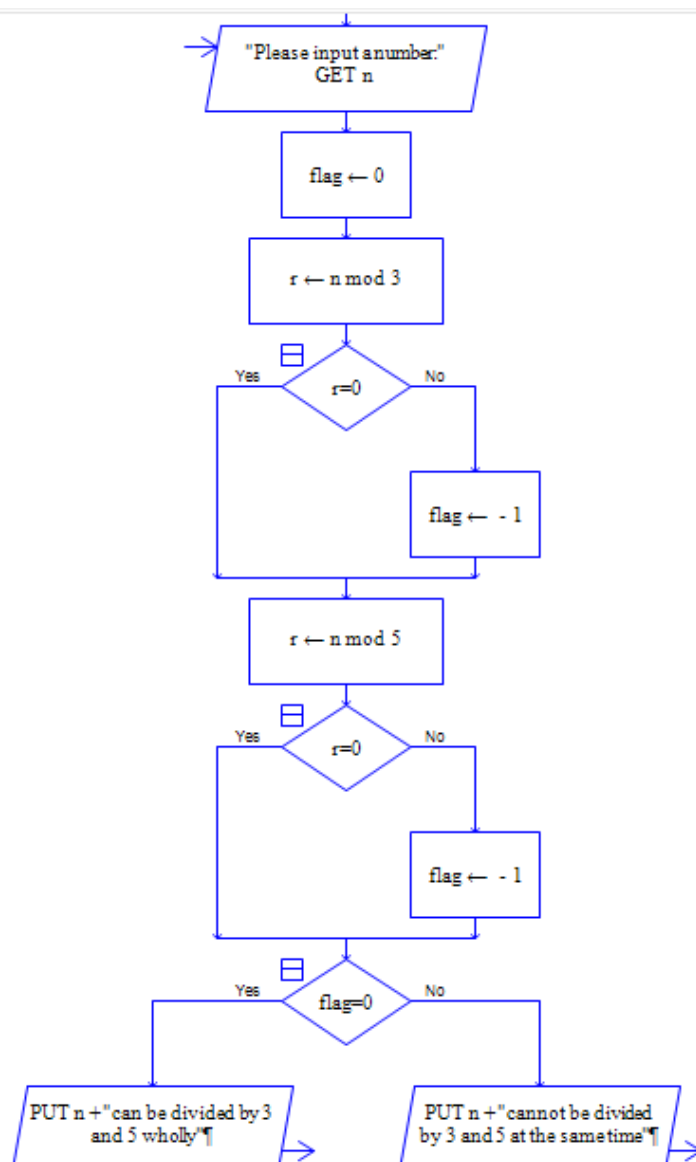 "Please input a number:"
GET n
flag ← 0
r ← n mod 3
Yes
r=0
No
flag ← - 1
r ← n mod 5
Yes
r=0
No
flag ← - 1
Yes
flag=0
No
PUT n +"can be divided by 3
and 5 wholly"¶
PUT n +"cannot be divided
by 3 and 5 at the same time"¶